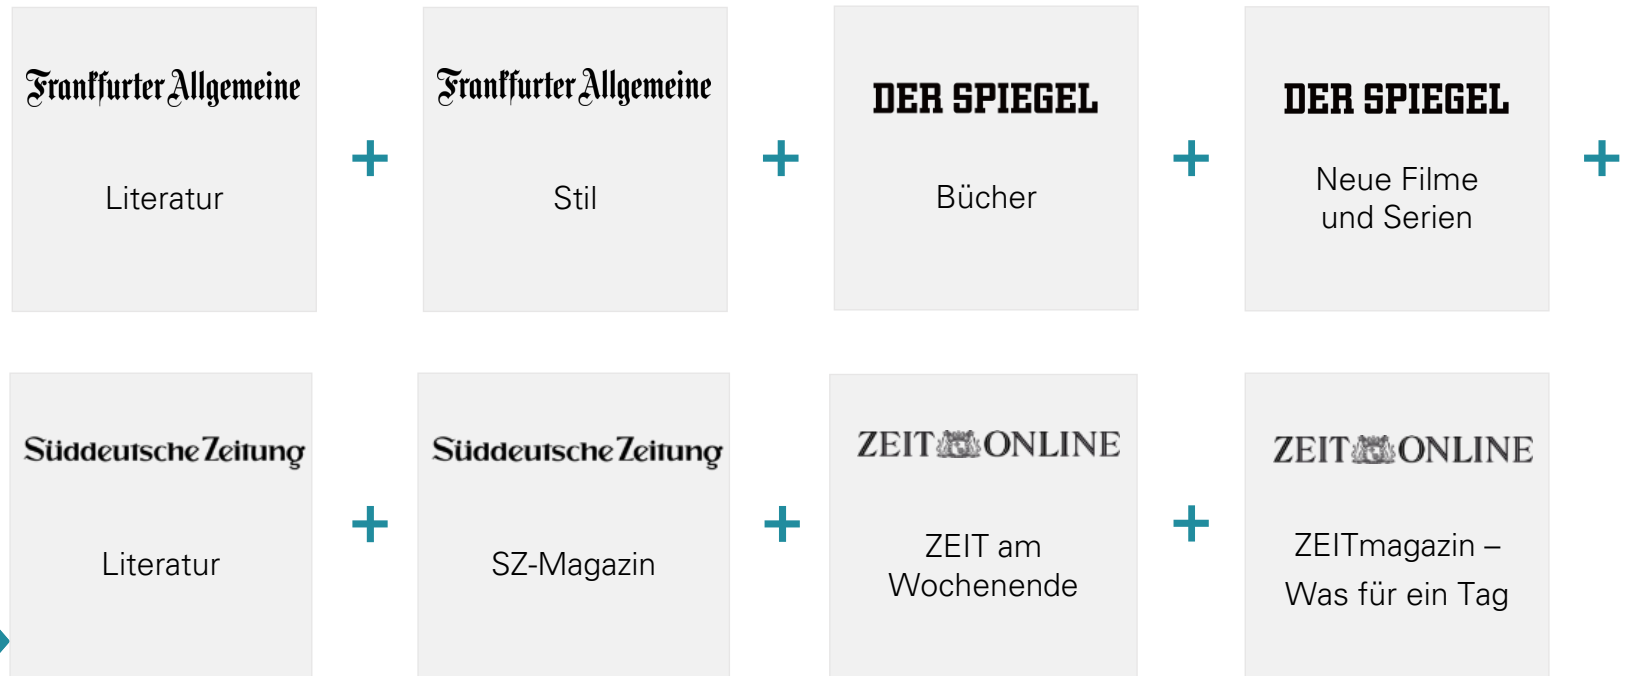 Frankfurter Allgemeine
Literatur
+
Frankfurter Allgemeine
Stil
+
DER SPIEGEL
Bücher
+
DER SPIEGEL
Neue Filme
und Serien
+
Süddeutsche Zeitung
Literatur
+
Süddeutsche Zeitung
SZ-Magazin
+
ZEIT ONLINE
ZEIT am
Wochenende
+
ZEIT ONLINE
ZEITmagazin –
Was für ein Tag